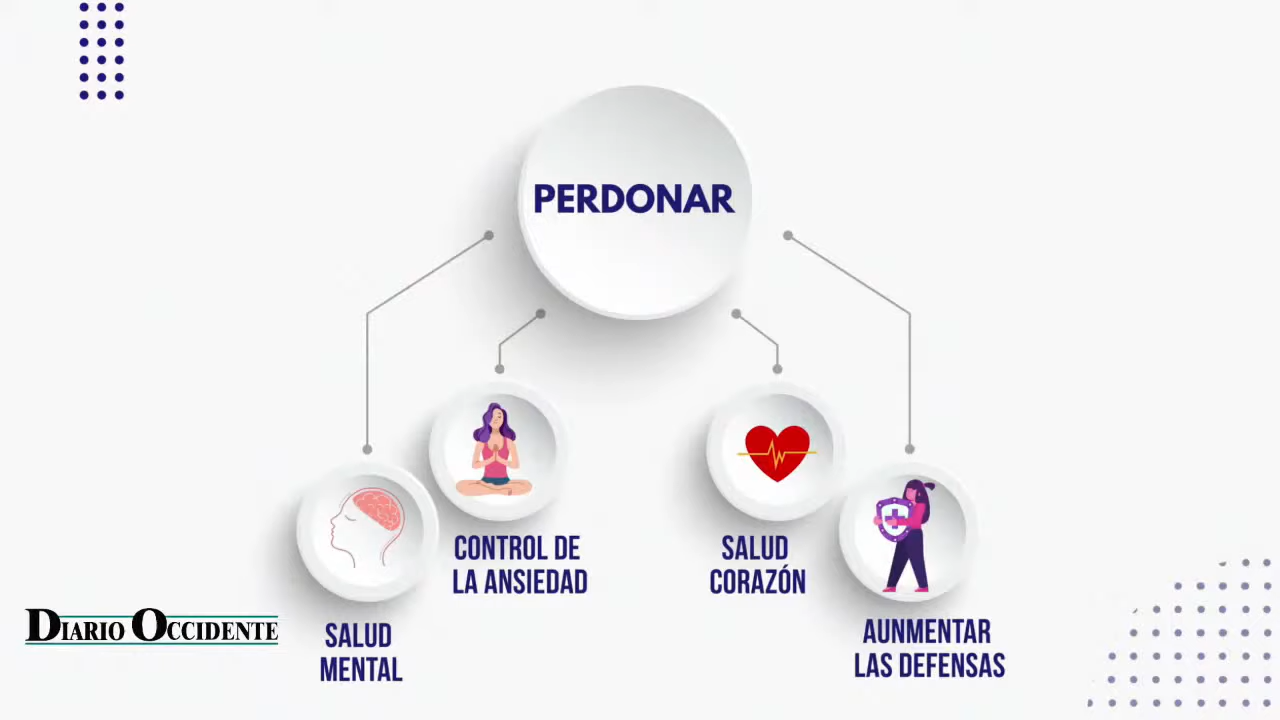 PERDONAR
CONTROL DE
LA ANSIEDAD
SALUD
CORAZÓN
DIARIO OCCIDENTE
SALUD
MENTAL
AUNMENTAR
LAS DEFENSAS